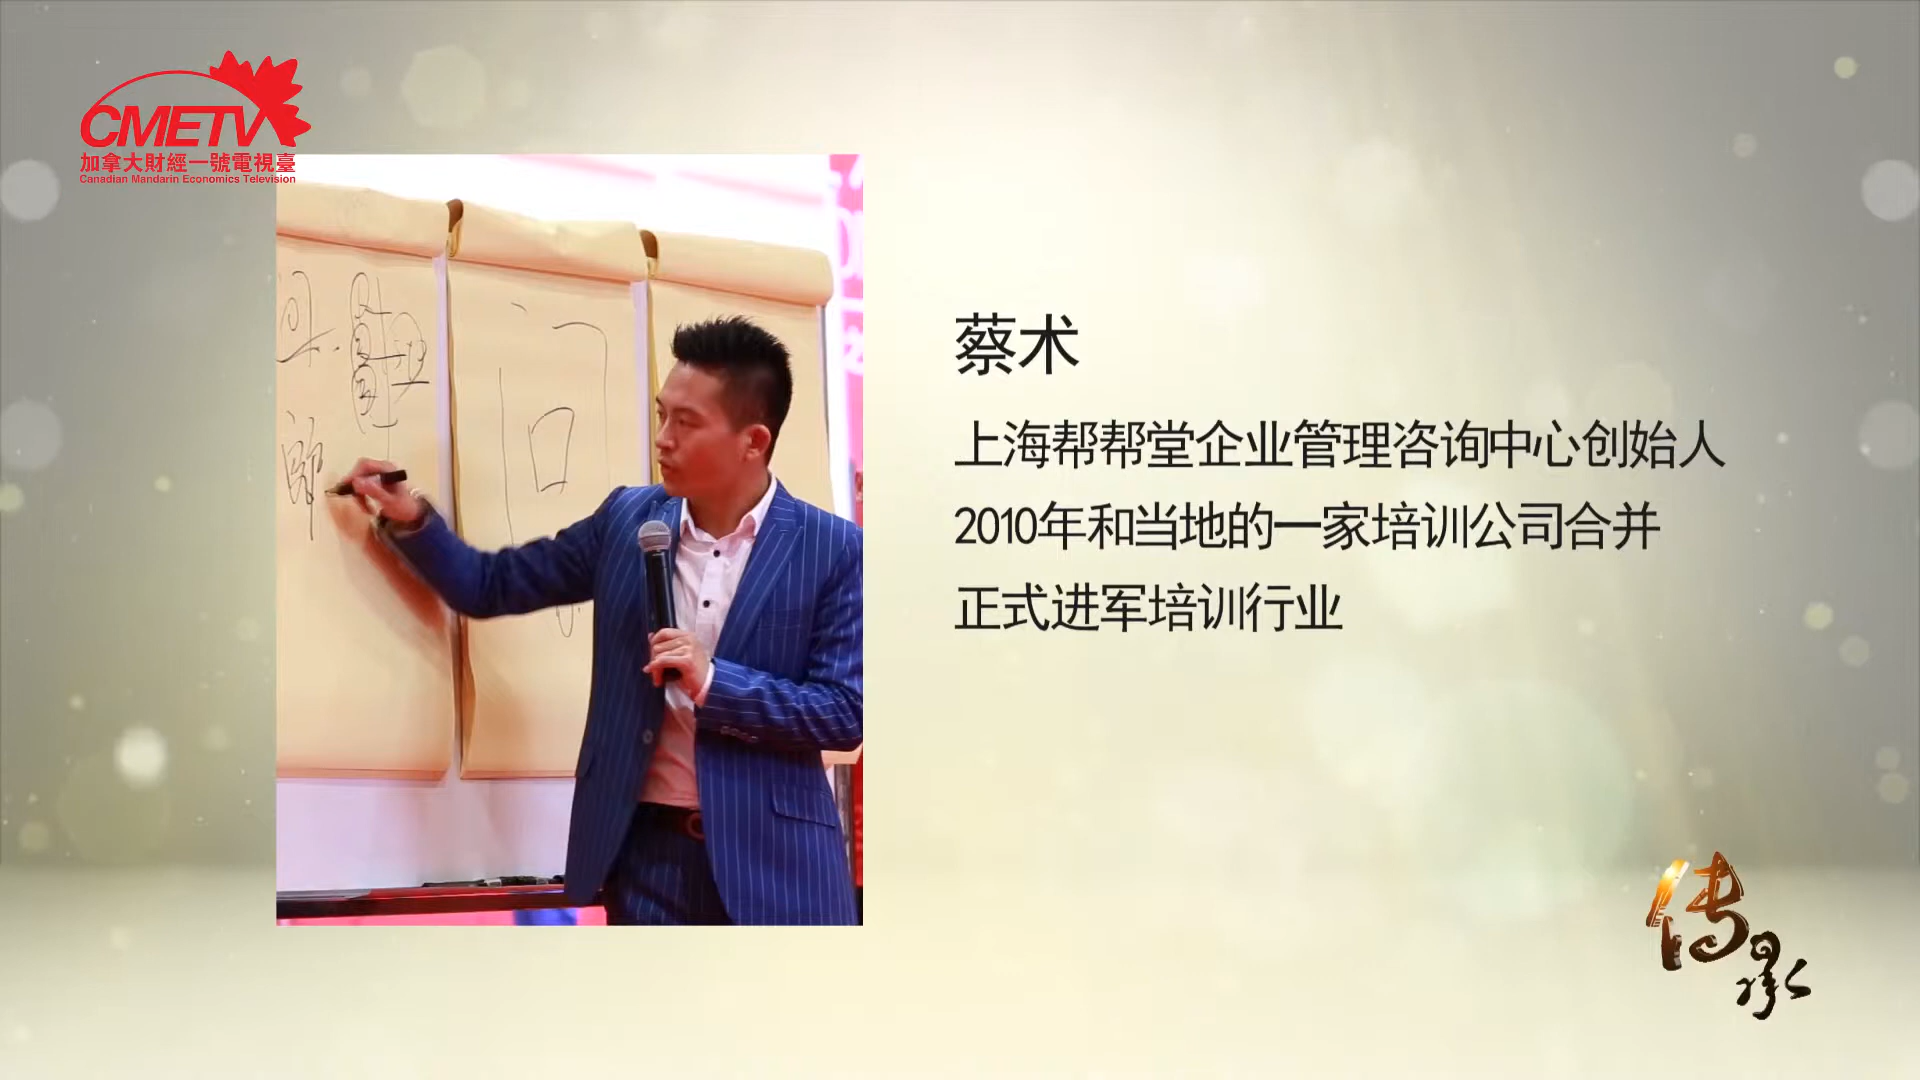 CMETV
加拿大財經一號電視臺
Canadian Mandarin Economics Television
蔡术
上海帮帮堂企业管理咨询中心创始人
2010年和当地的一家培训公司合并
正式进军培训行业
传承